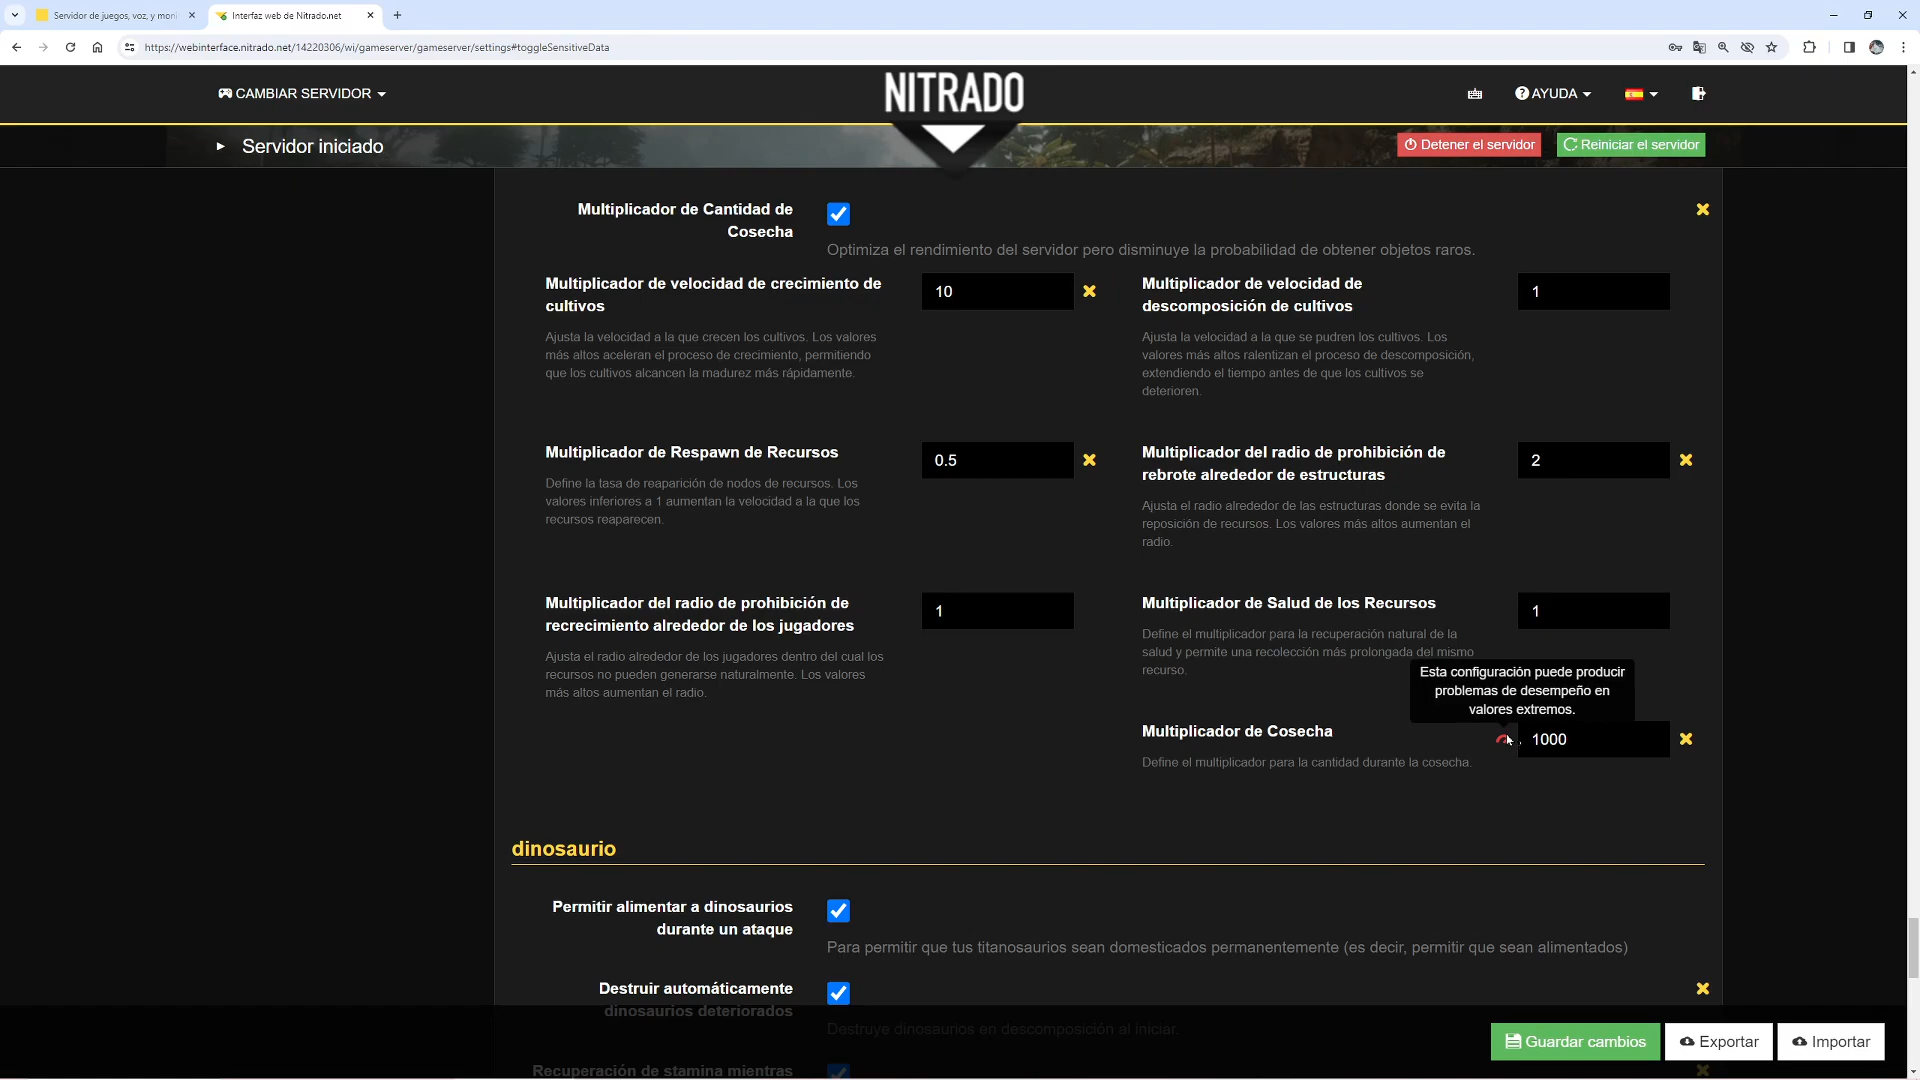 Servidor de juegos, voz, y moni
Interfaz web de Nitrado.net
https://webinterface.nitrado.net/14220306/wi/gameserver/gameserver/settings#toggleSensitiveData
CAMBIAR SERVIDOR
NITRADO
AYUDA
Servidor iniciado
Detener el servidor
Reiniciar el servidor
Multiplicador de Cantidad de
Cosecha
Optimiza el rendimiento del servidor pero disminuye la probabilidad de obtener objetos raros.
Multiplicador de velocidad de crecimiento de
cultivos
10
Ajusta la velocidad a la que crecen los cultivos. Los valores
más altos aceleran el proceso de crecimiento, permitiendo
que los cultivos alcancen la madurez más rápidamente.
Multiplicador de velocidad de
descomposición de cultivos
1
Ajusta la velocidad a la que se pudren los cultivos. Los
valores más altos ralentizan el proceso de descomposición,
extendiendo el tiempo antes de que los cultivos se
deterioren.
Multiplicador de Respawn de Recursos
0.5
Define la tasa de reaparición de nodos de recursos. Los
valores inferiores a 1 aumentan la velocidad a la que los
recursos reaparecen.
Multiplicador del radio de prohibición de
rebrote alrededor de estructuras
2
Ajusta el radio alrededor de las estructuras donde se evita la
reposición de recursos. Los valores más altos aumentan el
radio.
Multiplicador del radio de prohibición de
recrecimiento alrededor de los jugadores
1
Ajusta el radio alrededor de los jugadores dentro del cual los
recursos no pueden generarse naturalmente. Los valores
más altos aumentan el radio.
Multiplicador de Salud de los Recursos
1
Define el multiplicador para la recuperación natural de la
salud y permite una recolección más prolongada del mismo
recurso.
Esta configuración puede producir
problemas de desempeño en
valores extremos.
Multiplicador de Cosecha
1000
Define el multiplicador para la cantidad durante la cosecha.
dinosaurio
Permitir alimentar a dinosaurios
durante un ataque
Para permitir que tus titanosaurios sean domesticados permanentemente (es decir, permitir que sean alimentados)
Destruir automáticamente
dinosaurios deteriorados
Destruye dinosaurios en descomposición al iniciar.
Recuperación de stamina mientras
Guardar cambios
Exportar
Importar